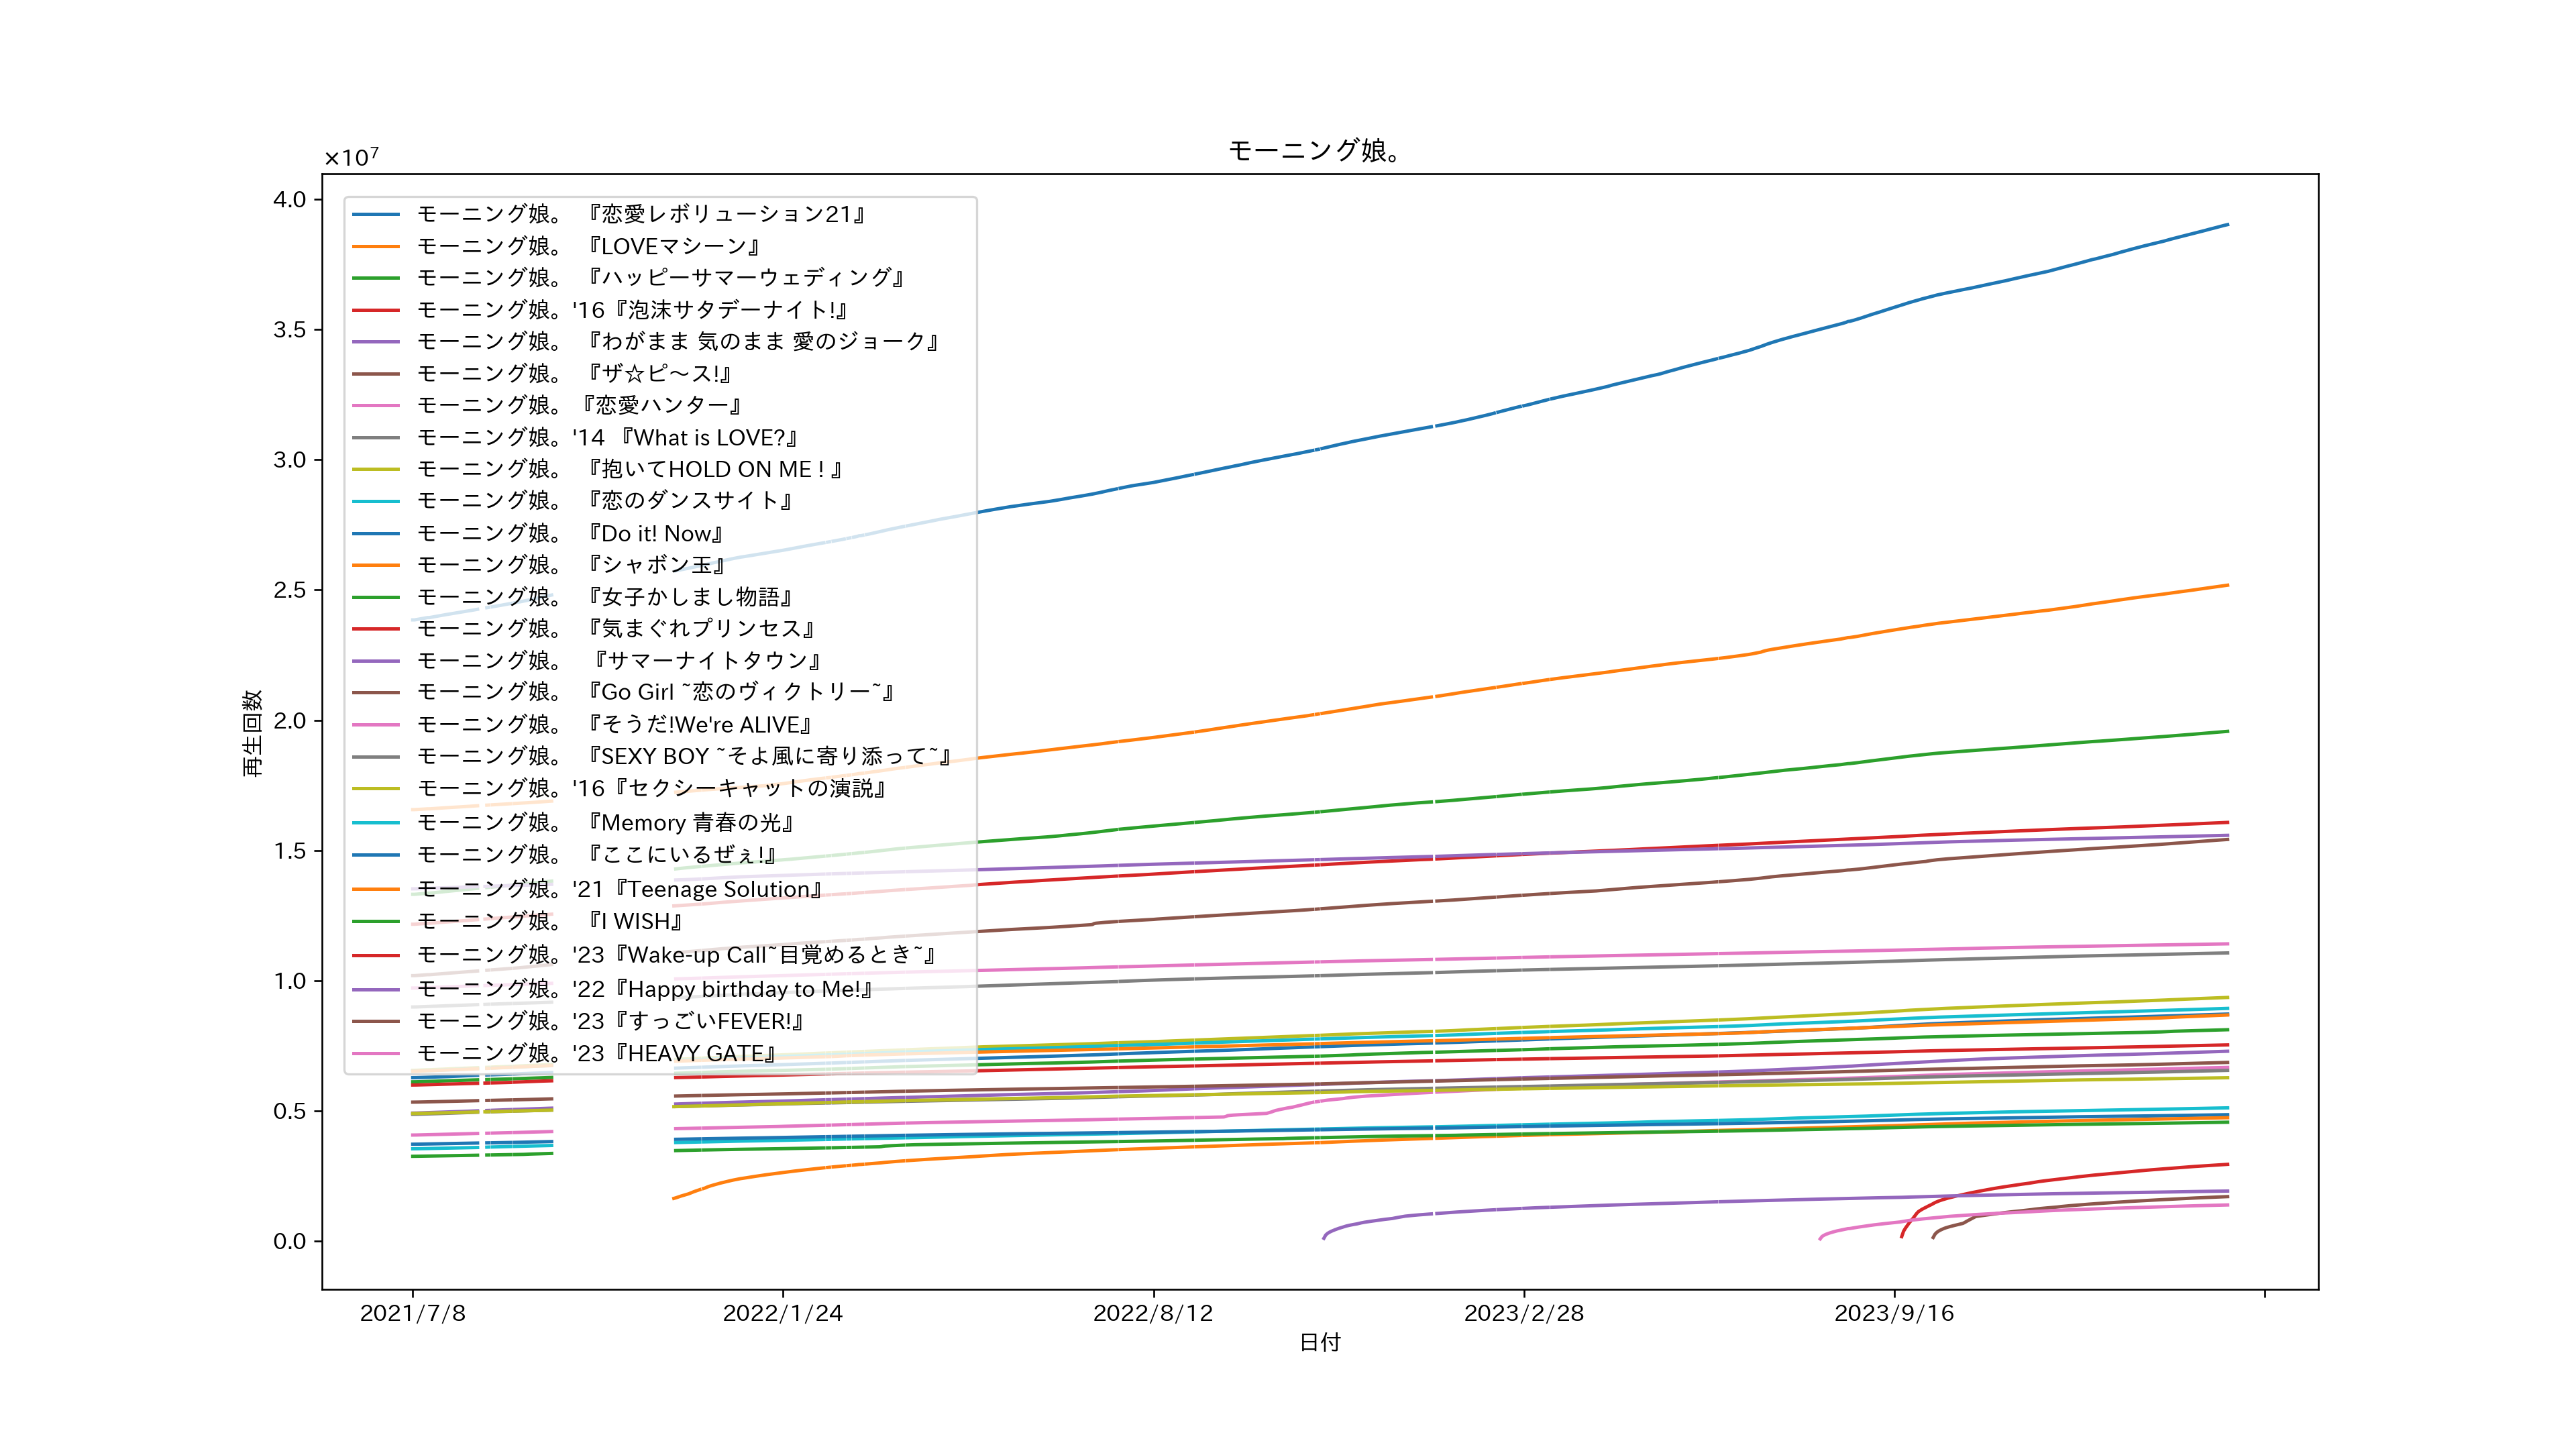 モーニング娘。
×10⁷
4.0
3.5
3.0
2.5
2.0
1.5
1.0
0.5
0.0
再生回数
モーニング娘。 『恋愛レボリューション21』
モーニング娘。 『LOVEマシーン』
モーニング娘。 『ハッピーサマーウェディング』
モーニング娘。'16『泡沫サタデーナイト!』
モーニング娘。 『わがまま 気のまま 愛のジョーク』
モーニング娘。 『ザ☆ピ～ス!』
モーニング娘。『恋愛ハンター』
モーニング娘。'14 『What is LOVE?』
モーニング娘。 『抱いてHOLD ON ME ! 』
モーニング娘。 『恋のダンスサイト』
モーニング娘。 『Do it! Now』
モーニング娘。 『シャボン玉』
モーニング娘。 『女子かしまし物語』
モーニング娘。 『気まぐれプリンセス』
モーニング娘。 『サマーナイトタウン』
モーニング娘。 『Go Girl ~恋のヴィクトリー~』
モーニング娘。 『そうだ!We're ALIVE』
モーニング娘。 『SEXY BOY ~そよ風に寄り添って~』
モーニング娘。'16『セクシーキャットの演説』
モーニング娘。 『Memory 青春の光』
モーニング娘。 『ここにいるぜぇ!』
モーニング娘。'21『Teenage Solution』
モーニング娘。 『I WISH』
モーニング娘。'23『Wake-up Call~目覚めるとき~』
モーニング娘。'22『Happy birthday to Me!』
モーニング娘。'23『すっごいFEVER!』
モーニング娘。'23『HEAVY GATE』
2021/7/8
2022/1/24
2022/8/12
2023/2/28
2023/9/16
日付